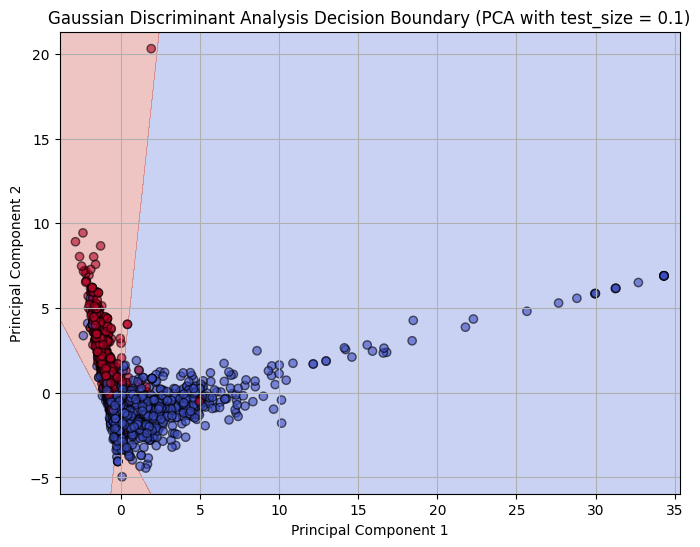 Gaussian Discriminant Analysis Decision Boundary (PCA with test_size = 0.1)
20
15
10
5
0
−5
Principal Component 2
0 5 10 15 20 25 30 35
Principal Component 1